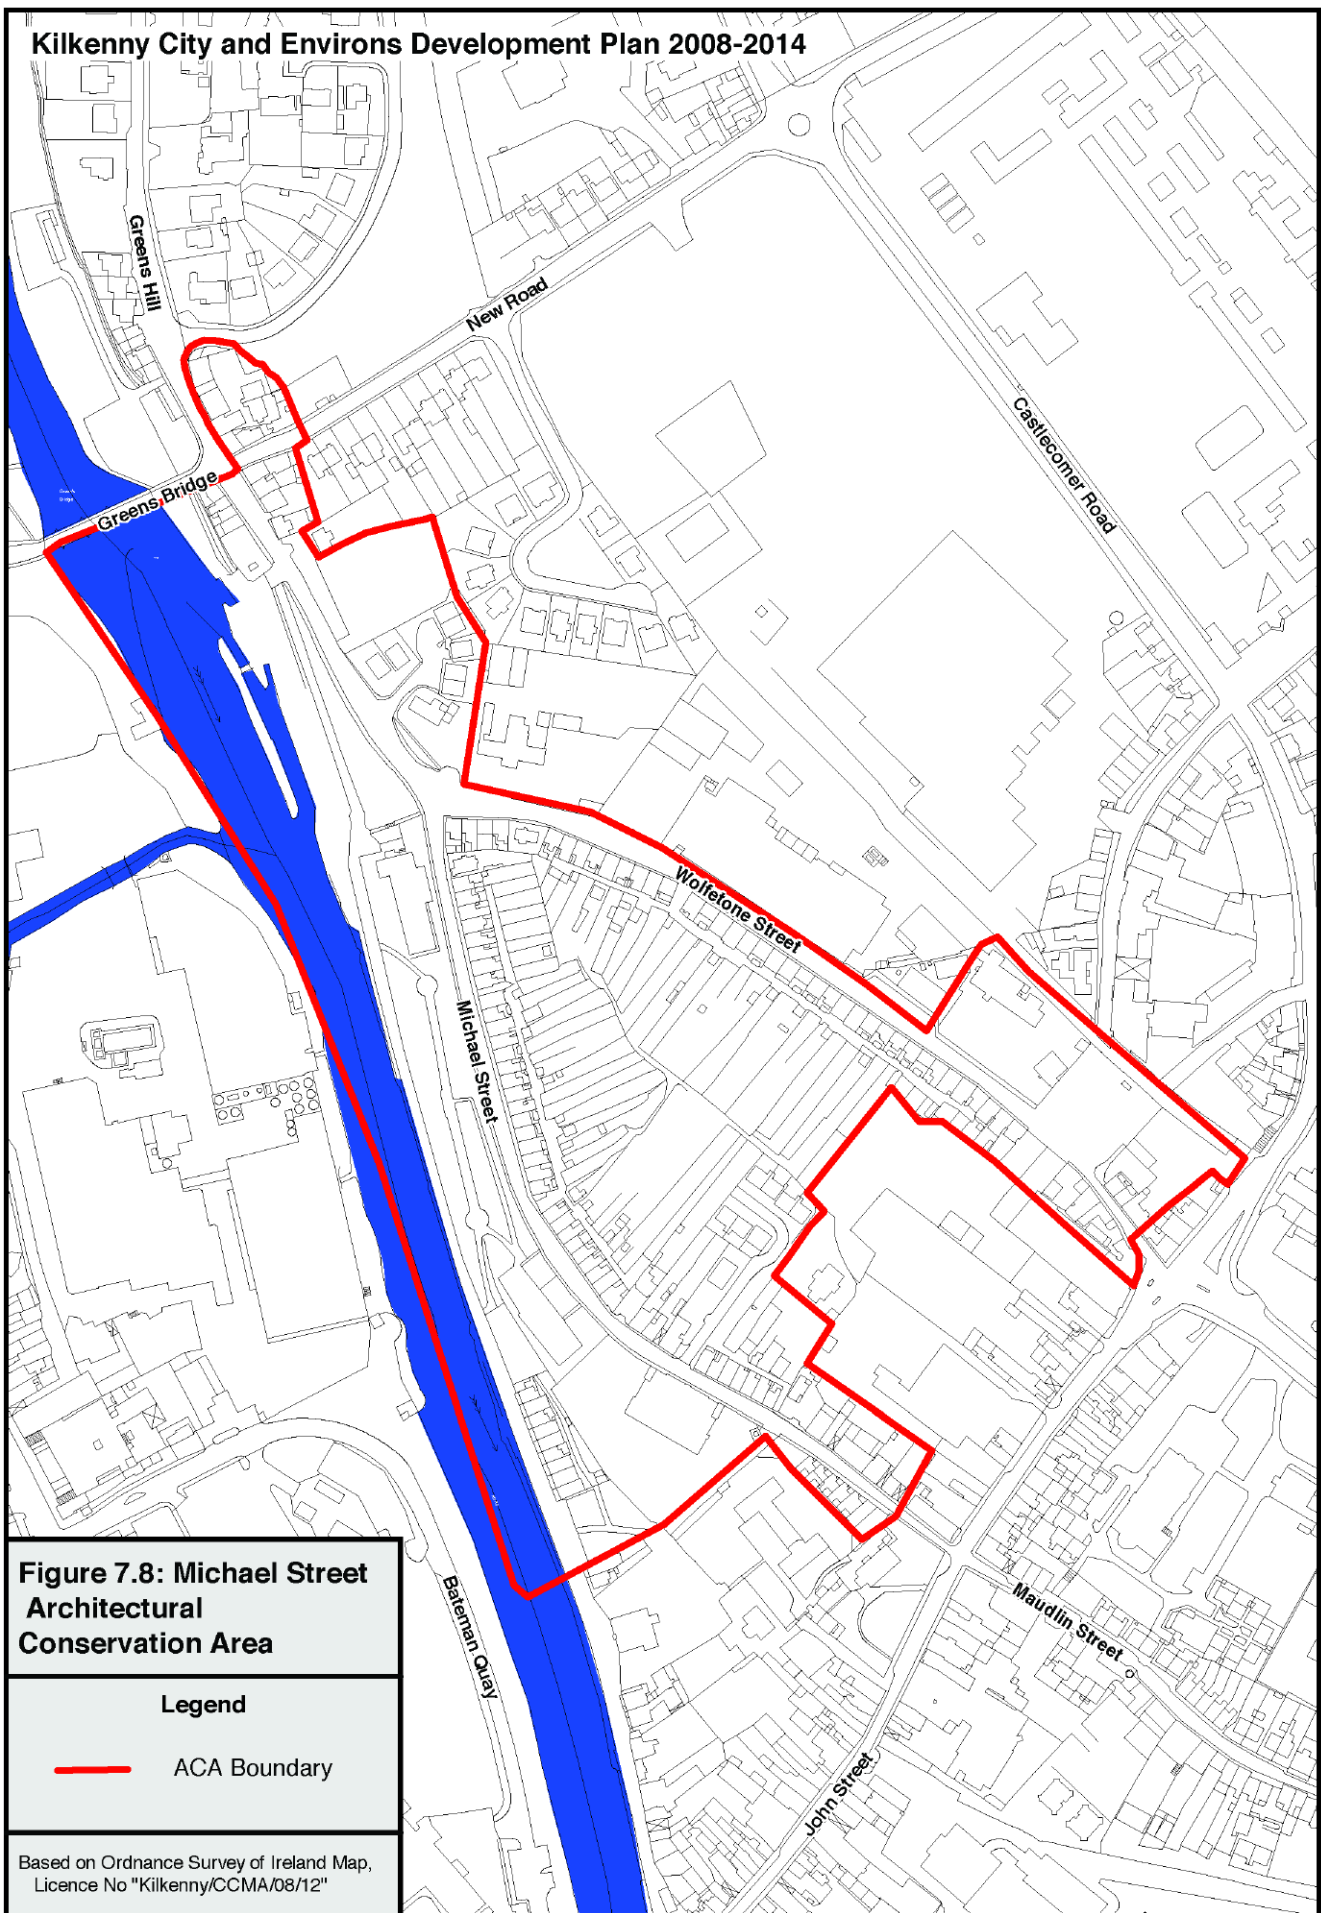 Kilkenny City and Environs Development Plan 2008-2014
Greens Hill
New Road
Castlecomer Road
Greens Bridge
Wolfetone Street
Michael Street
Bateman Quay
Maudlin Street
John Street
Figure 7.8: Michael Street
Architectural
Conservation Area
Legend
ACA Boundary
Based on Ordnance Survey of Ireland Map,
Licence No "Kilkenny/CCMA/08/12"